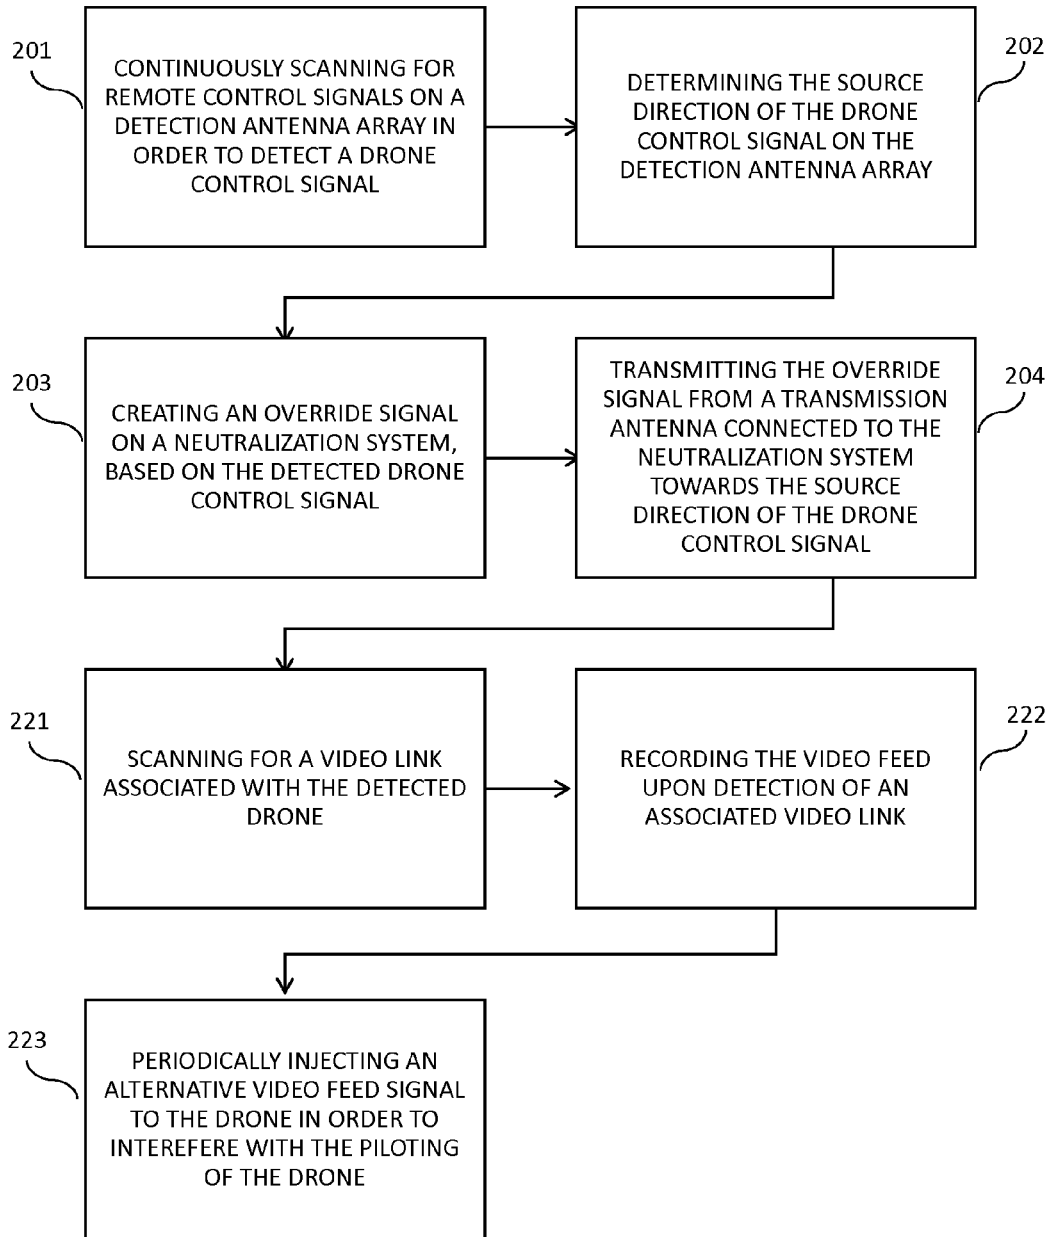 201
CONTINUOUSLY SCANNING FOR
REMOTE CONTROL SIGNALS ON A
DETECTION ANTENNA ARRAY IN
ORDER TO DETECT A DRONE
CONTROL SIGNAL
202
DETERMINING THE SOURCE
DIRECTION OF THE DRONE
CONTROL SIGNAL ON THE
DETECTION ANTENNA ARRAY
203
CREATING AN OVERRIDE SIGNAL
ON A NEUTRALIZATION SYSTEM,
BASED ON THE DETECTED DRONE
CONTROL SIGNAL
204
TRANSMITTING THE OVERRIDE
SIGNAL FROM A TRANSMISSION
ANTENNA CONNECTED TO THE
NEUTRALIZATION SYSTEM
TOWARDS THE SOURCE
DIRECTION OF THE DRONE
CONTROL SIGNAL
221
SCANNING FOR A VIDEO LINK
ASSOCIATED WITH THE DETECTED
DRONE
222
RECORDING THE VIDEO FEED
UPON DETECTION OF AN
ASSOCIATED VIDEO LINK
223
PERIODICALLY INJECTING AN
ALTERNATIVE VIDEO FEED SIGNAL
TO THE DRONE IN ORDER TO
INTEREFERE WITH THE PILOTING
OF THE DRONE